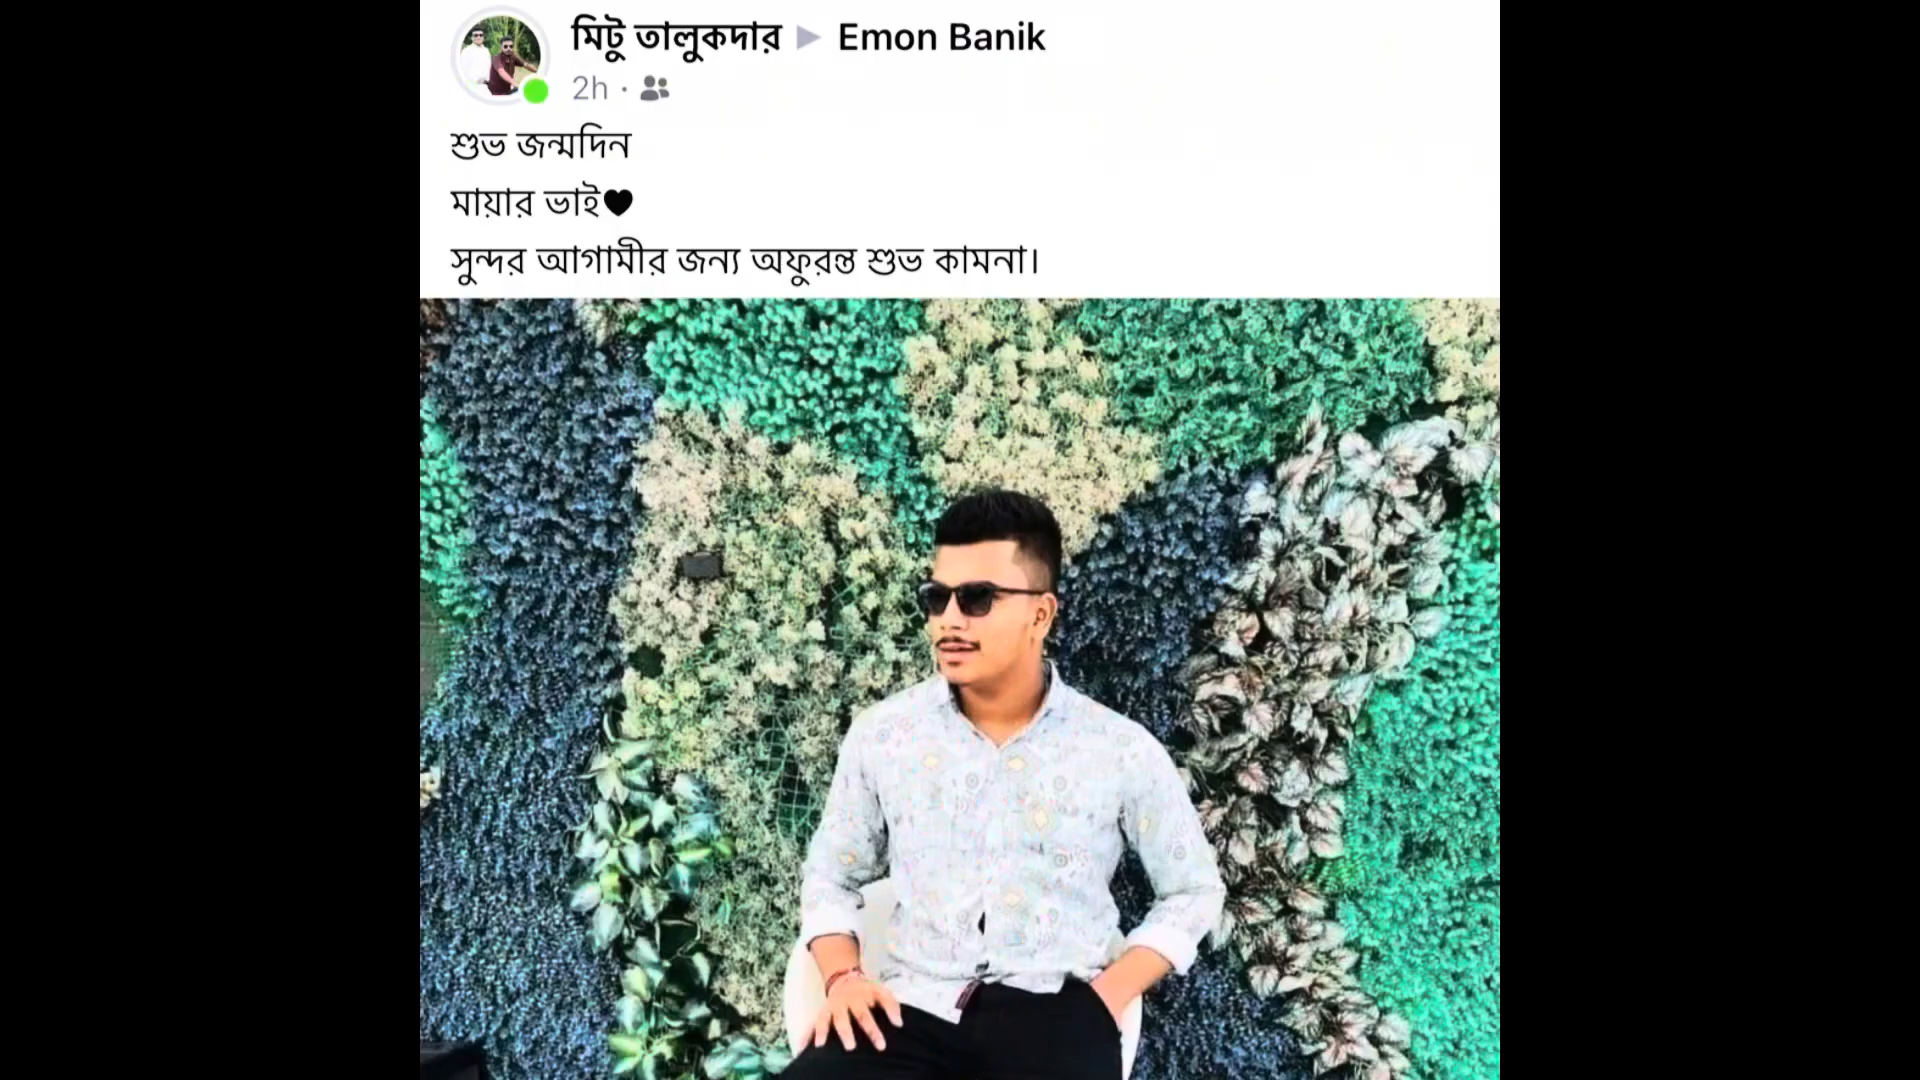 মিটু তালুকদার ▶ Emon Banik
2h ·
শুভ জন্মদিন
মায়ার ভাই🖤
সুন্দর আগামীর জন্য অফুরন্ত শুভ কামনা।